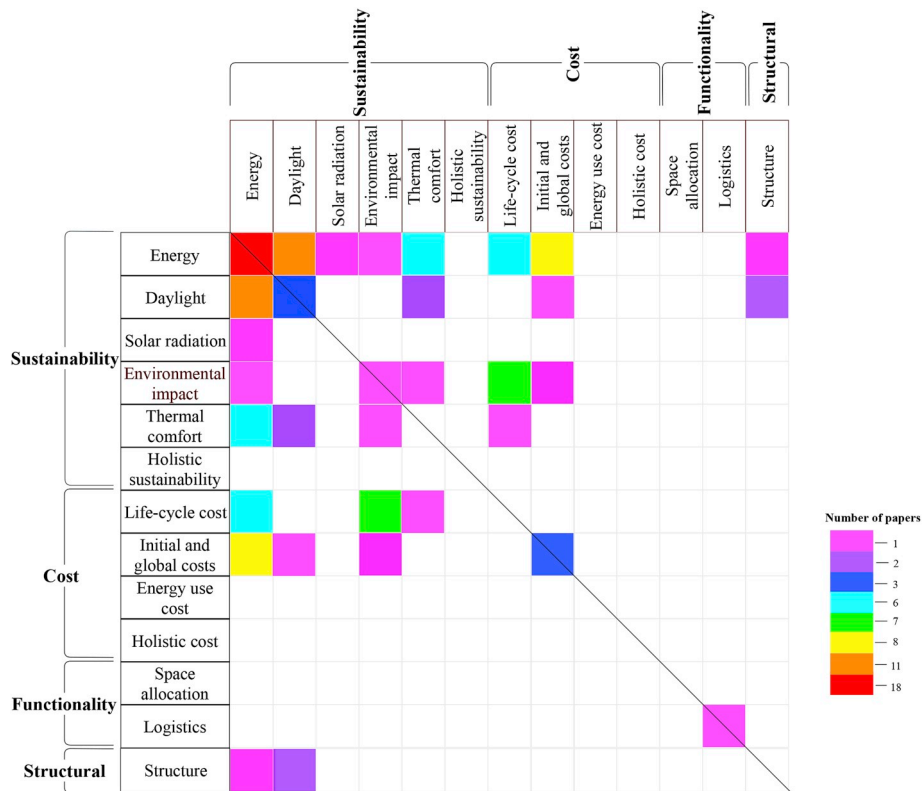 Sustainability
Cost
Functionality
Structural
Energy
Daylight
Solar radiation
Environmental
impact
Thermal
comfort
Holistic
sustainability
Life-cycle cost
Initial and
global costs
Energy use cost
Holistic cost
Space
allocation
Logistics
Structure
Sustainability
Energy
Daylight
Solar radiation
Environmental
impact
Thermal
comfort
Holistic
sustainability
Cost
Life-cycle cost
Initial and
global costs
Energy use
cost
Holistic cost
Functionality
Space
allocation
Logistics
Structural
Structure
Number of papers
1
2
3
6
7
8
11
18